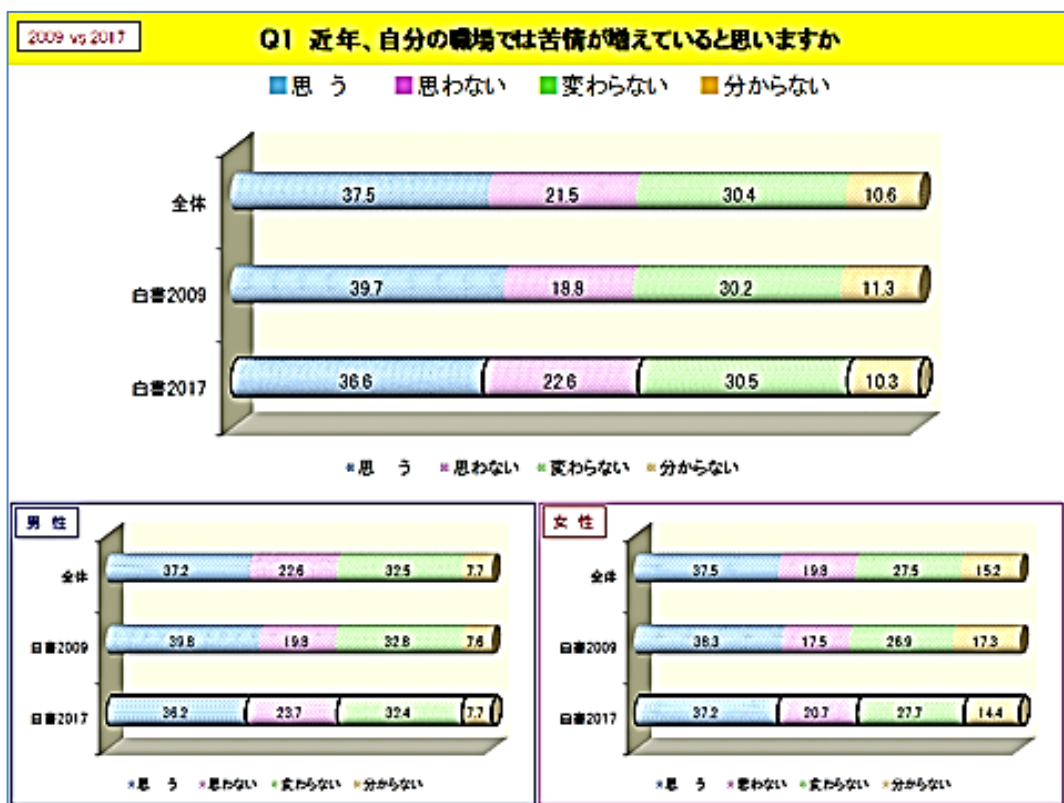 2009 vs 2017
Q1 近年、自分の職場では苦情が増えていると思いますか
思 う 思わない 変わらない 分からない
全体 37.5 21.5 30.4 10.6
白書2009 39.7 18.8 30.2 11.3
白書2017 36.6 22.6 30.5 10.3
思 う 思わない 変わらない 分からない
男 性
全体 37.2 22.6 32.5 7.7
白書2009 39.8 19.8 32.8 7.6
白書2017 36.2 23.7 32.4 7.7
思 う 思わない 変わらない 分からない
女 性
全体 37.5 19.8 27.5 15.2
白書2009 38.3 17.5 26.9 17.3
白書2017 37.2 20.7 27.7 14.4
思 う 思わない 変わらない 分からない